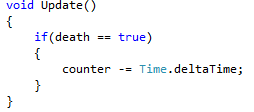 void Update()
{
if(death == true)
{
counter -= Time.deltaTime;
}
}